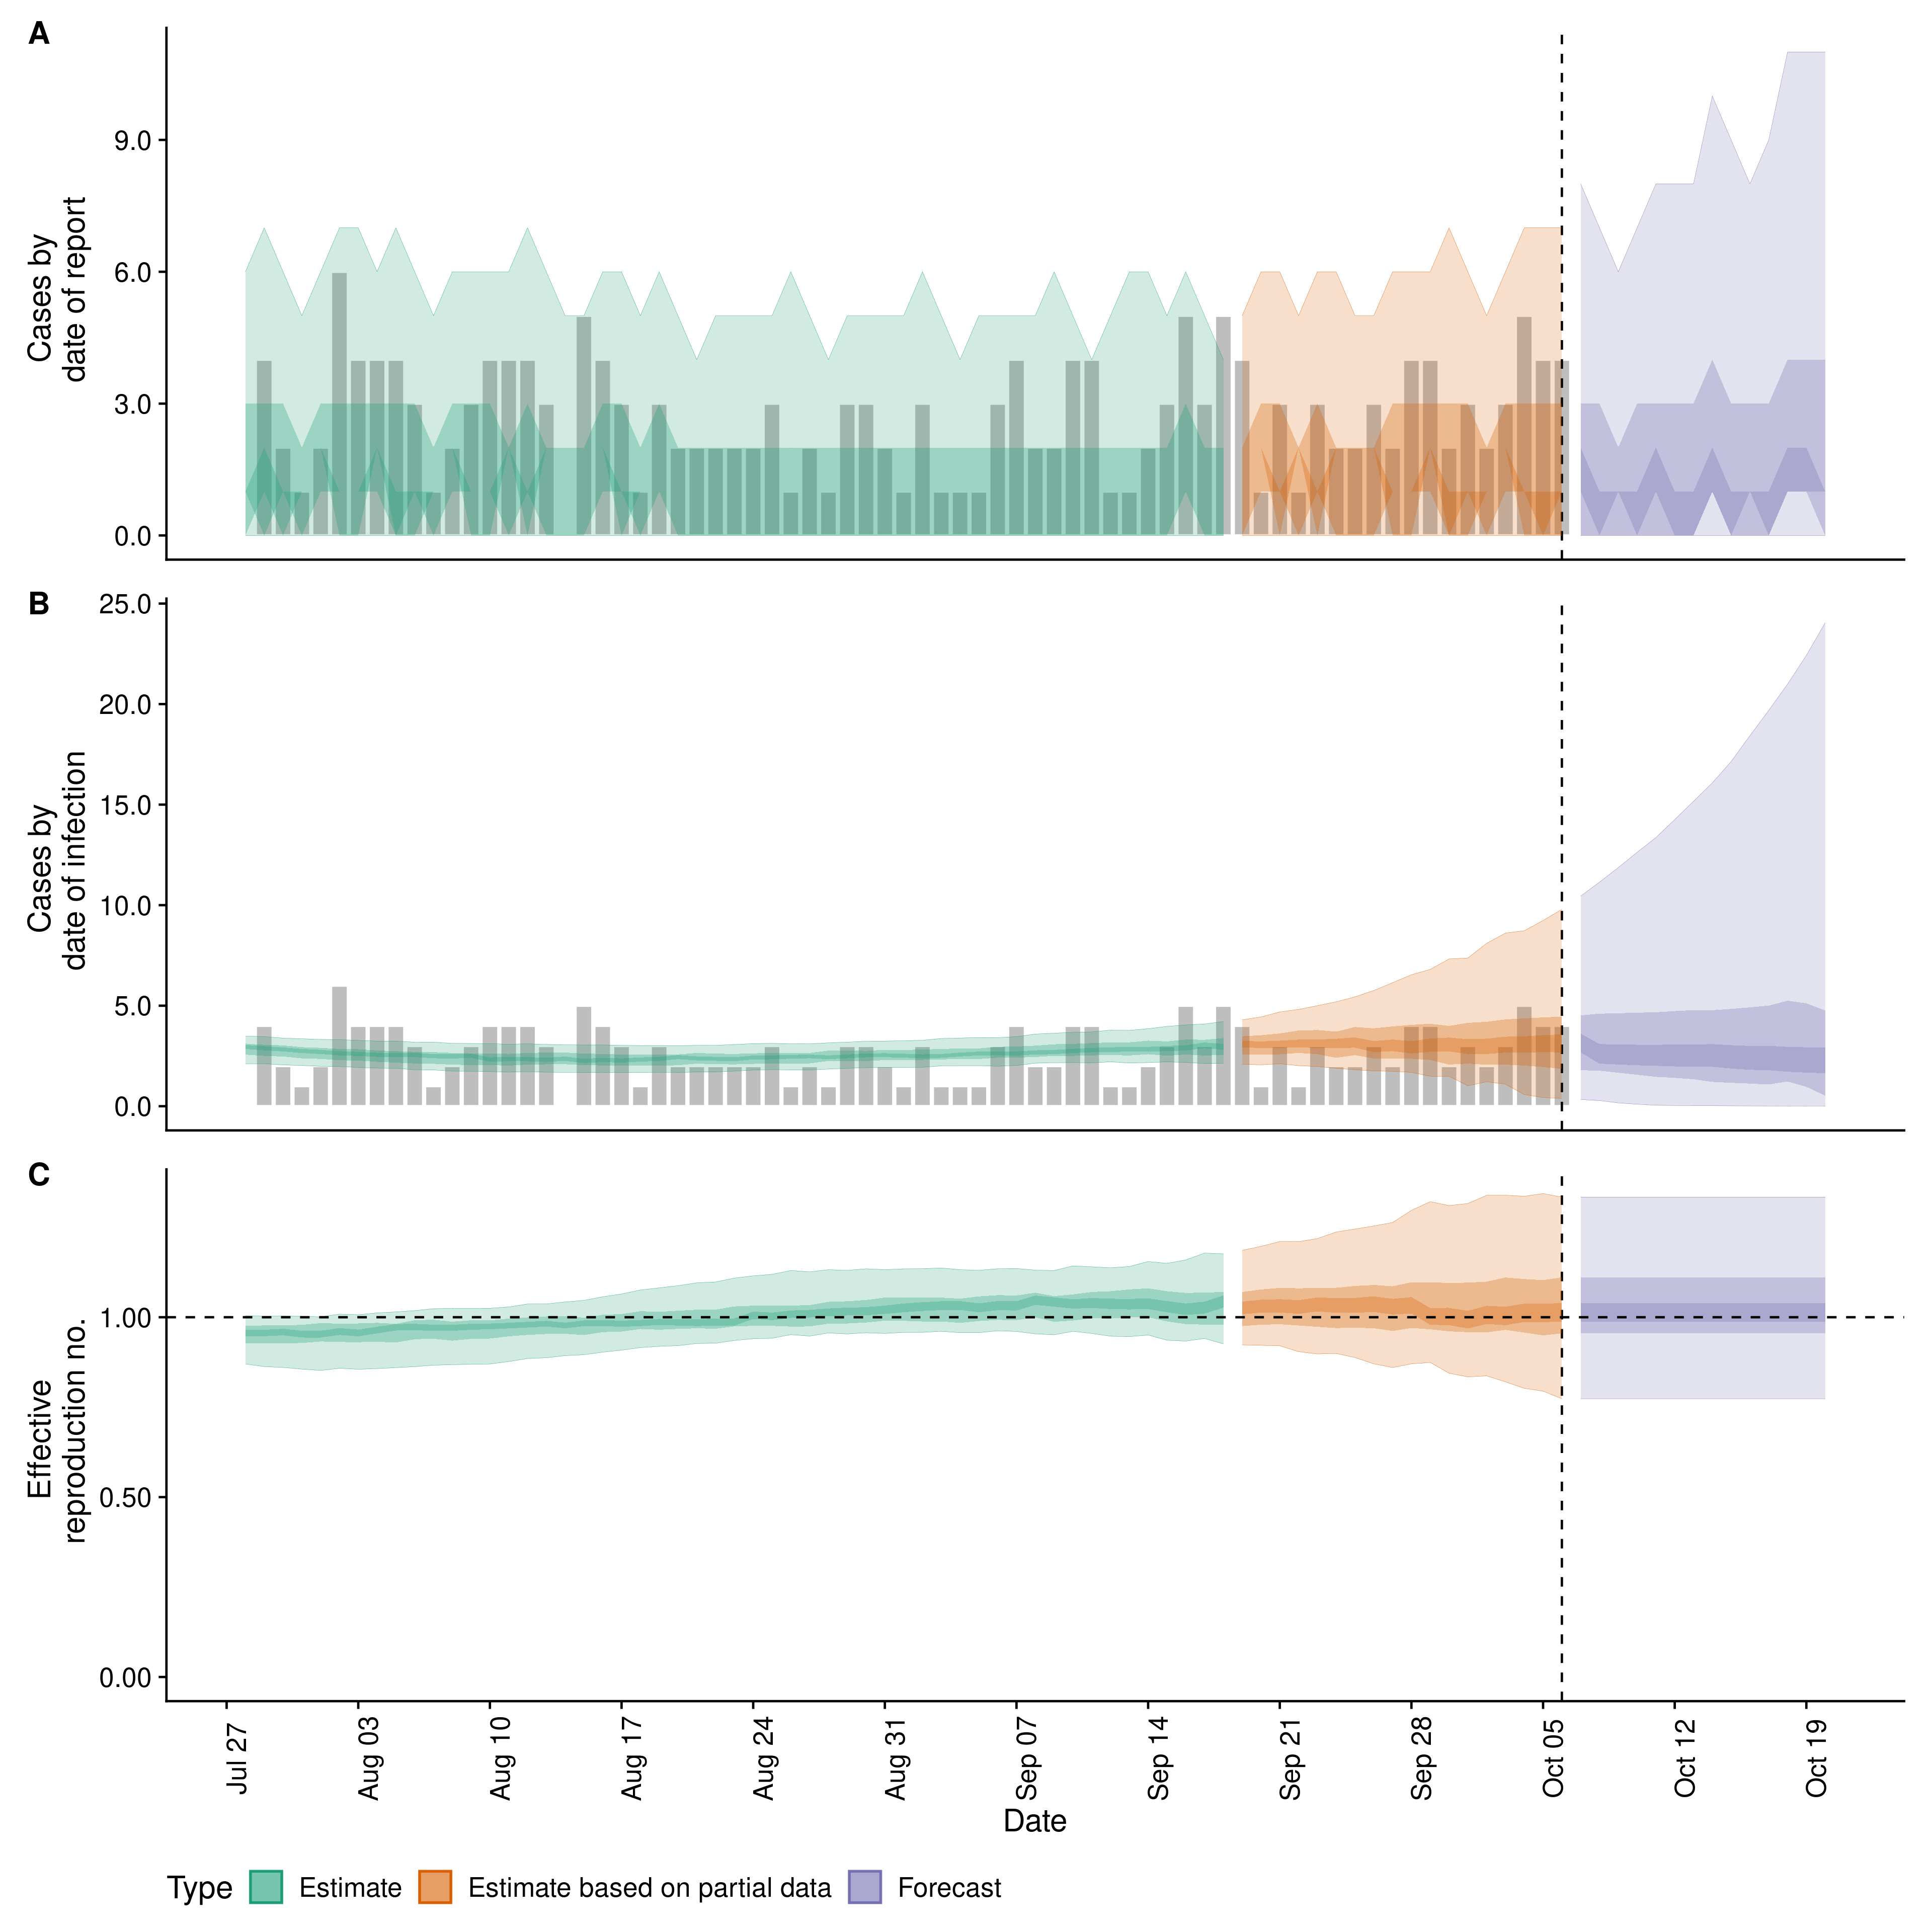 A
Cases by
date of report
9.0
6.0
3.0
0.0
B
Cases by
date of infection
25.0
20.0
15.0
10.0
5.0
0.0
C
Effective
reproduction no.
1.00
0.50
0.00
Jul 27
Aug 03
Aug 10
Aug 17
Aug 24
Aug 31
Sep 07
Sep 14
Sep 21
Sep 28
Oct 05
Oct 12
Oct 19
Date
Type Estimate Estimate based on partial data Forecast